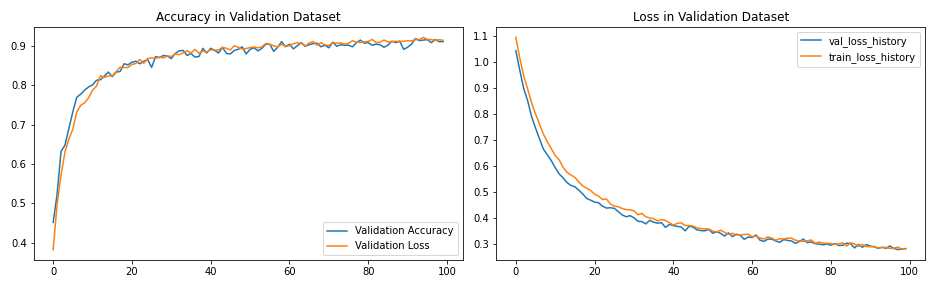 Accuracy in Validation Dataset
0.9
0.8
0.7
0.6
0.5
0.4
0 20 40 60 80 100
Validation Accuracy
Validation Loss
Loss in Validation Dataset
1.1
1.0
0.9
0.8
0.7
0.6
0.5
0.4
0.3
0 20 40 60 80 100
val_loss_history
train_loss_history